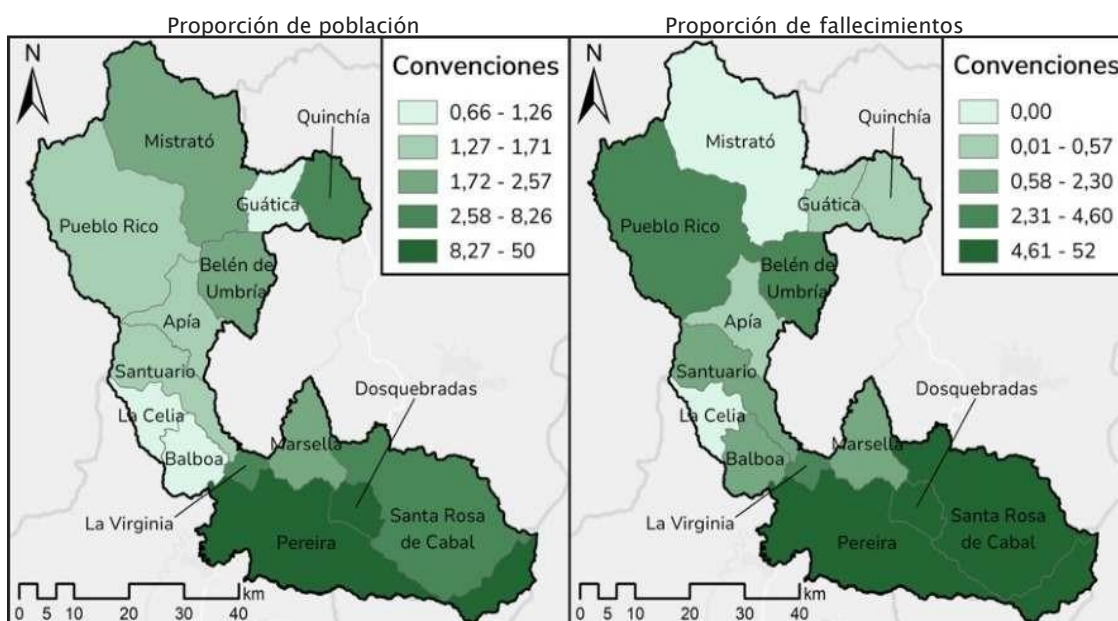 Proporción de población
N
Convenciones
0,66 - 1,26
1,27 - 1,71
1,72 - 2,57
2,58 - 8,26
8,27 - 50
Quinchía
Mistrató
Guática
Pueblo Rico
Belén de
Umbría
Apía
Santuario
Dosquebradas
La Celia
Marsella
Balboa
La Virginia
Santa Rosa
de Cabal
Pereira
km
0 5 10 20 30 40
Proporción de fallecimientos
N
Convenciones
0,00
0,01 - 0,57
0,58 - 2,30
2,31 - 4,60
4,61 - 52
Quinchía
Mistrató
Guática
Pueblo Rico
Belén de
Umbría
Apía
Santuario
Dosquebradas
La Celia
Marsella
Balboa
La Virginia
Santa Rosa
de Cabal
Pereira
km
0 5 10 20 30 40